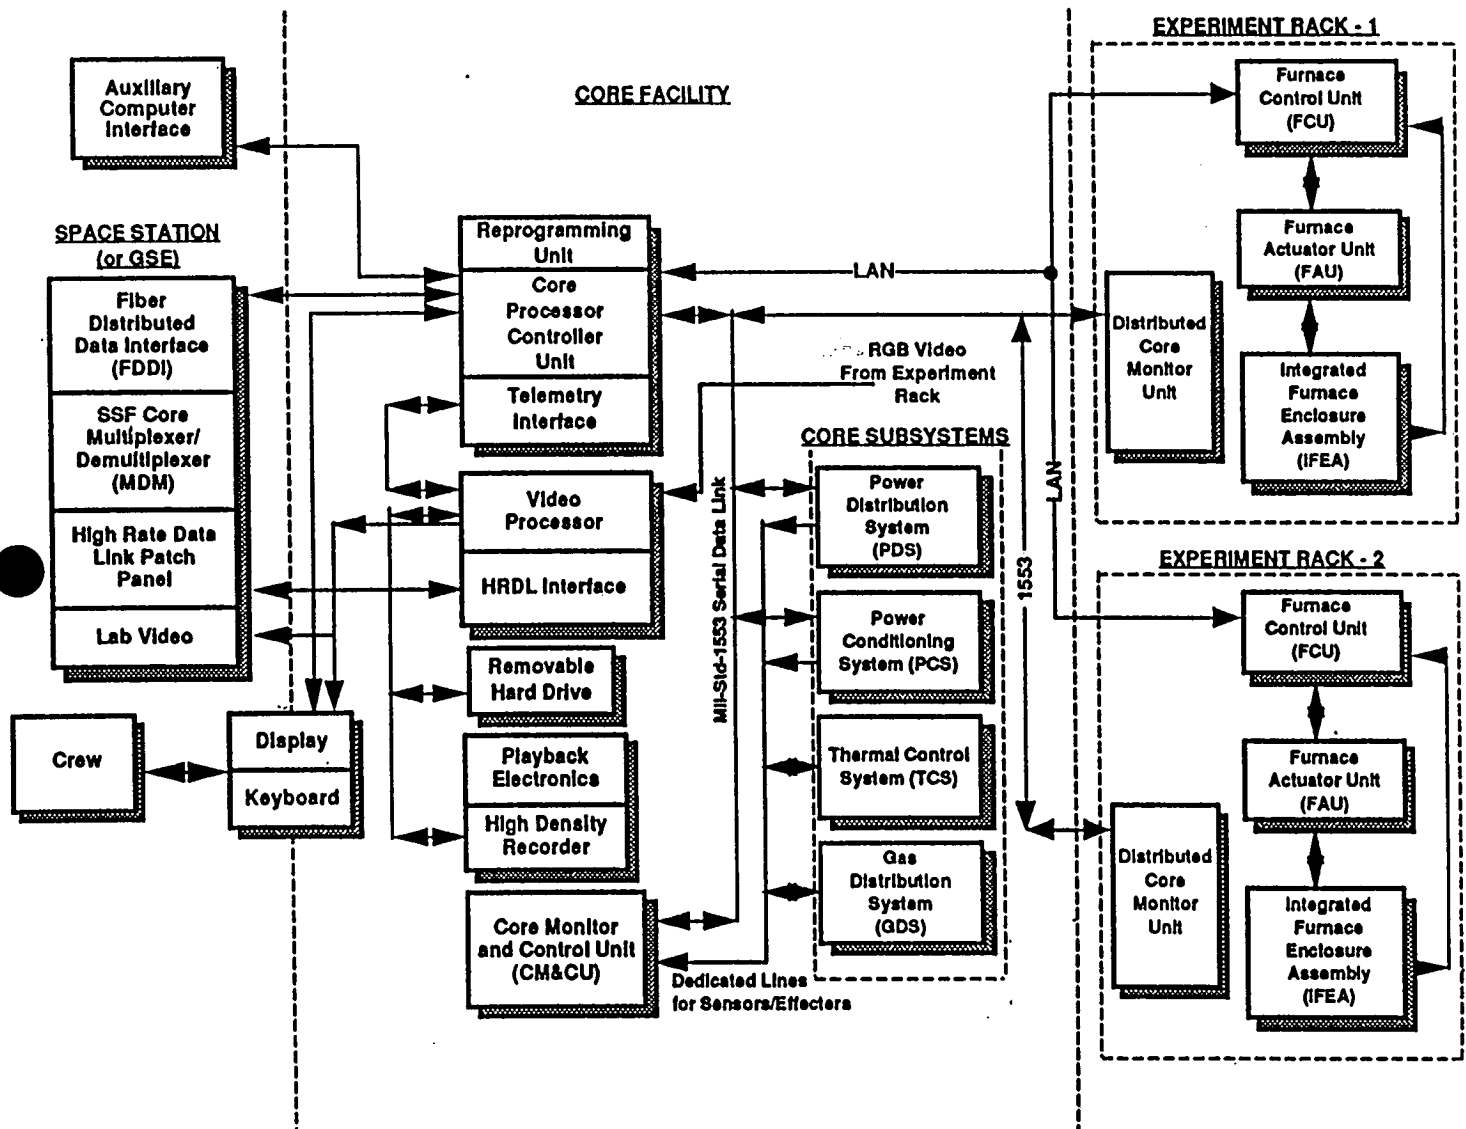 EXPERIMENT RACK - 1
CORE FACILITY
Auxiliary
Computer
Interface
SPACE STATION
(or GSE)
Fiber
Distributed
Data Interface
(FDDI)
SSF Core
Multiplexer/
Demultiplexer
(MDM)
High Rate Data
Link Patch
Panel
Lab Video
Crew
Display
Keyboard
Reprogramming
Unit
Core
Processor
Controller
Unit
Telemetry
Interface
Video
Processor
HRDL Interface
Removable
Hard Drive
Playback
Electronics
High Density
Recorder
Core Monitor
and Control Unit
(CM&CU)
LAN
RGB Video
From Experiment
Rack
Mil-Std-1553 Serial Data Link
CORE SUBSYSTEMS
Power
Distribution
System
(PDS)
Power
Conditioning
System (PCS)
Thermal Control
System (TCS)
Gas
Distribution
System
(GDS)
Dedicated Lines
for Sensors/Effecters
1553
LAN
Furnace
Control Unit
(FCU)
Furnace
Actuator Unit
(FAU)
Distributed
Core
Monitor
Unit
Integrated
Furnace
Enclosure
Assembly
(IFEA)
EXPERIMENT RACK - 2
Furnace
Control Unit
(FCU)
Furnace
Actuator Unit
(FAU)
Distributed
Core
Monitor
Unit
Integrated
Furnace
Enclosure
Assembly
(IFEA)